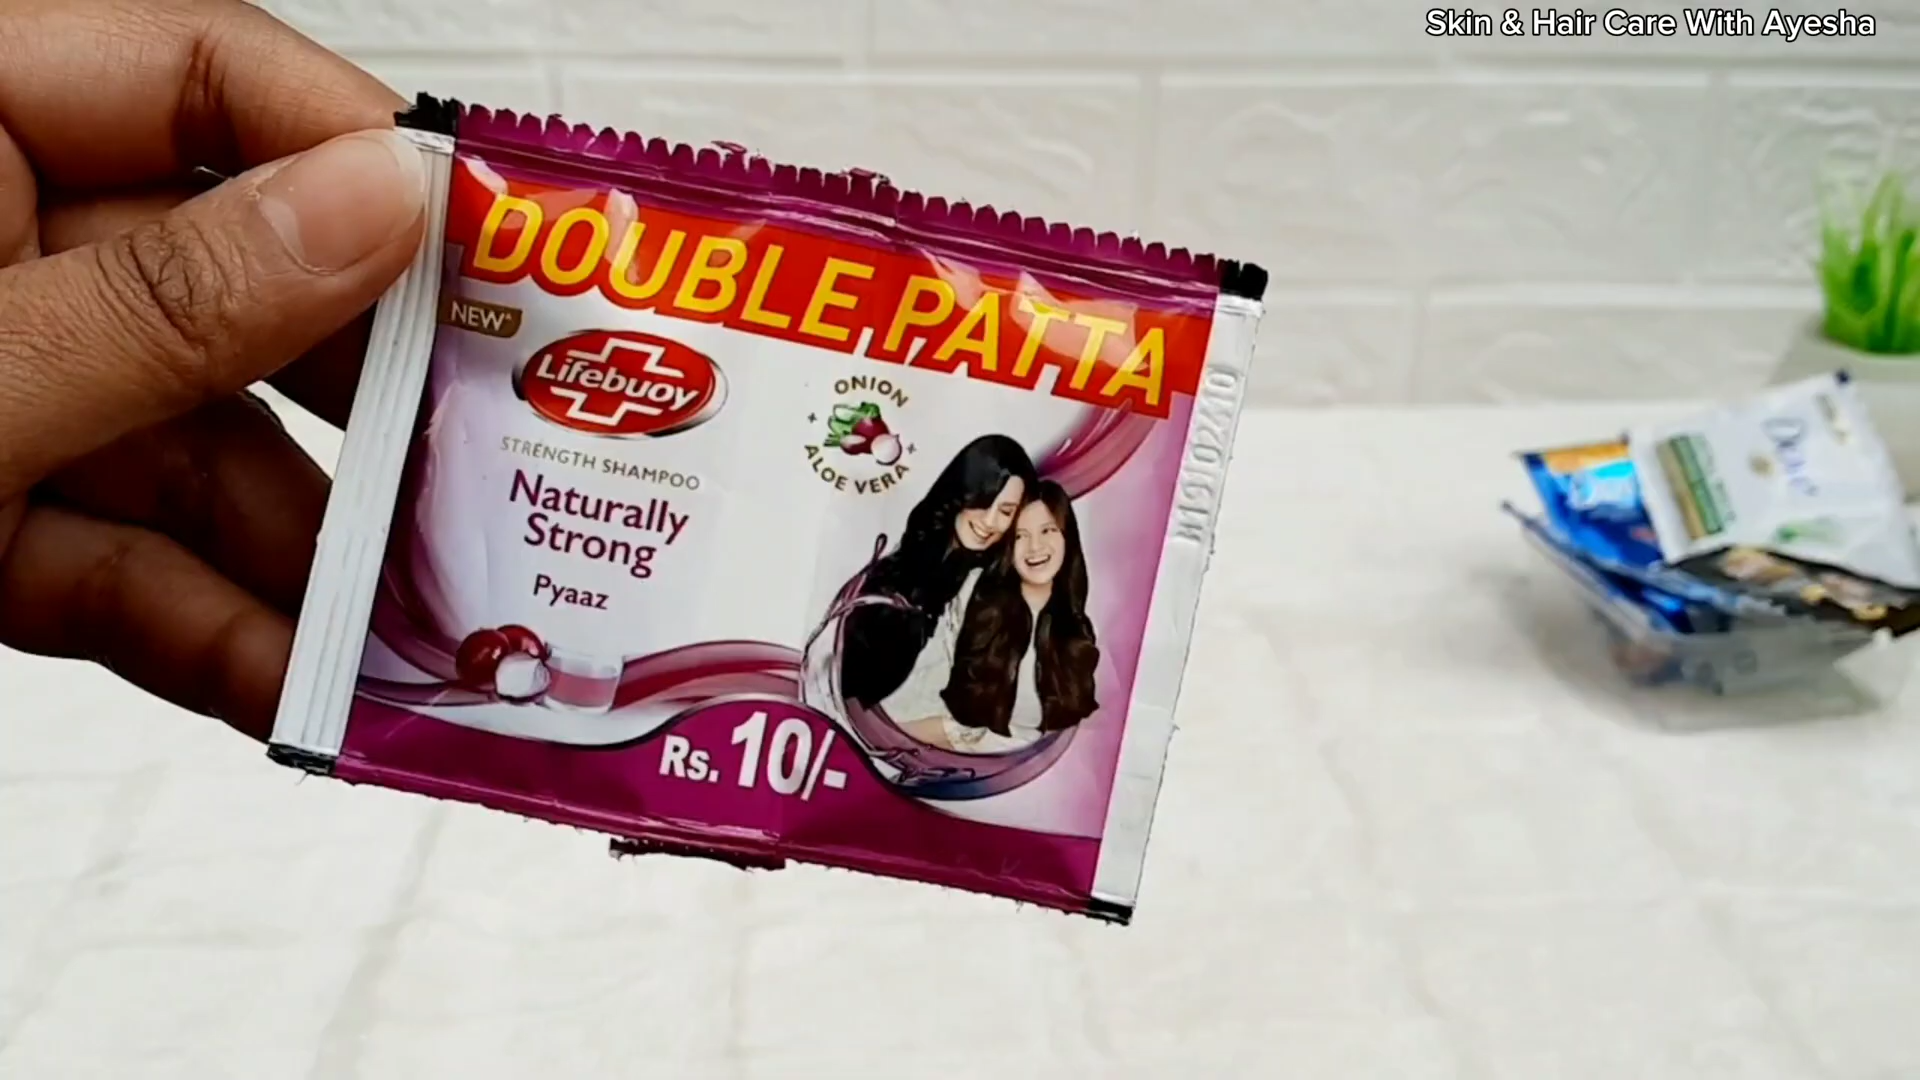 Skin & Hair Care With Ayesha
DOUBLE PATTA
NEW^
Lifebuoy
STRENGTH SHAMPOO
Naturally
Strong
Pyaaz
ONION
ALOE VERA
Rs. 10/-
Dove